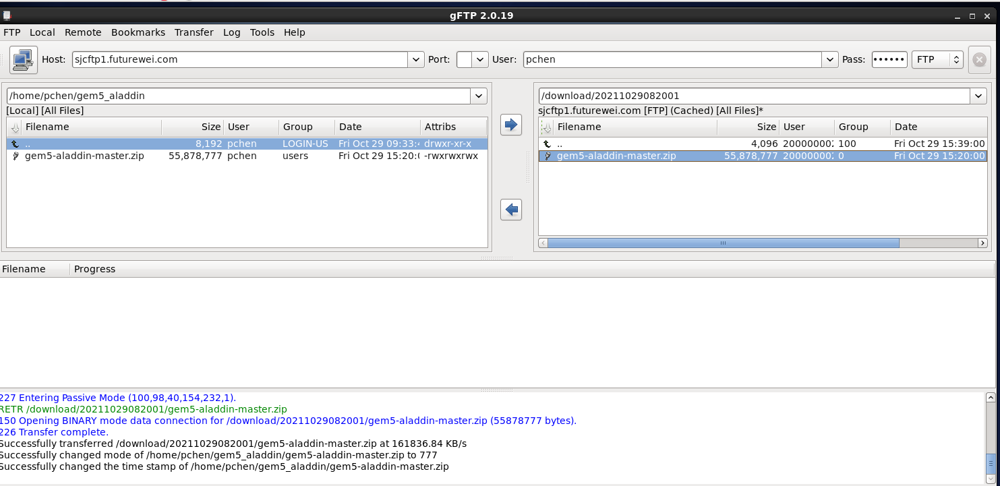 gFTP 2.0.19
FTP Local Remote Bookmarks Transfer Log Tools Help
Host: sjcftp1.futurewei.com Port: User: pchen Pass: •••••• FTP
/home/pchen/gem5_aladdin
[Local] [All Files]
Filename Size User Group Date Attribs
.. 8,192 pchen LOGIN-US Fri Oct 29 09:33: drwxr-xr-x
gem5-aladdin-master.zip 55,878,777 pchen users Fri Oct 29 15:20: -rwxrwxrwx
/download/20211029082001
sjcftp1.futurewei.com [FTP] (Cached) [All Files]*
Filename Size User Group Date
.. 4,096 20000000 100 Fri Oct 29 15:39:00
gem5-aladdin-master.zip 55,878,777 20000000 0 Fri Oct 29 15:20:00
Filename Progress
227 Entering Passive Mode (100,98,40,154,232,1).
RETR /download/20211029082001/gem5-aladdin-master.zip
150 Opening BINARY mode data connection for /download/20211029082001/gem5-aladdin-master.zip (55878777 bytes).
226 Transfer complete.
Successfully transferred /download/20211029082001/gem5-aladdin-master.zip at 161836.84 KB/s
Successfully changed mode of /home/pchen/gem5_aladdin/gem5-aladdin-master.zip to 777
Successfully changed the time stamp of /home/pchen/gem5_aladdin/gem5-aladdin-master.zip